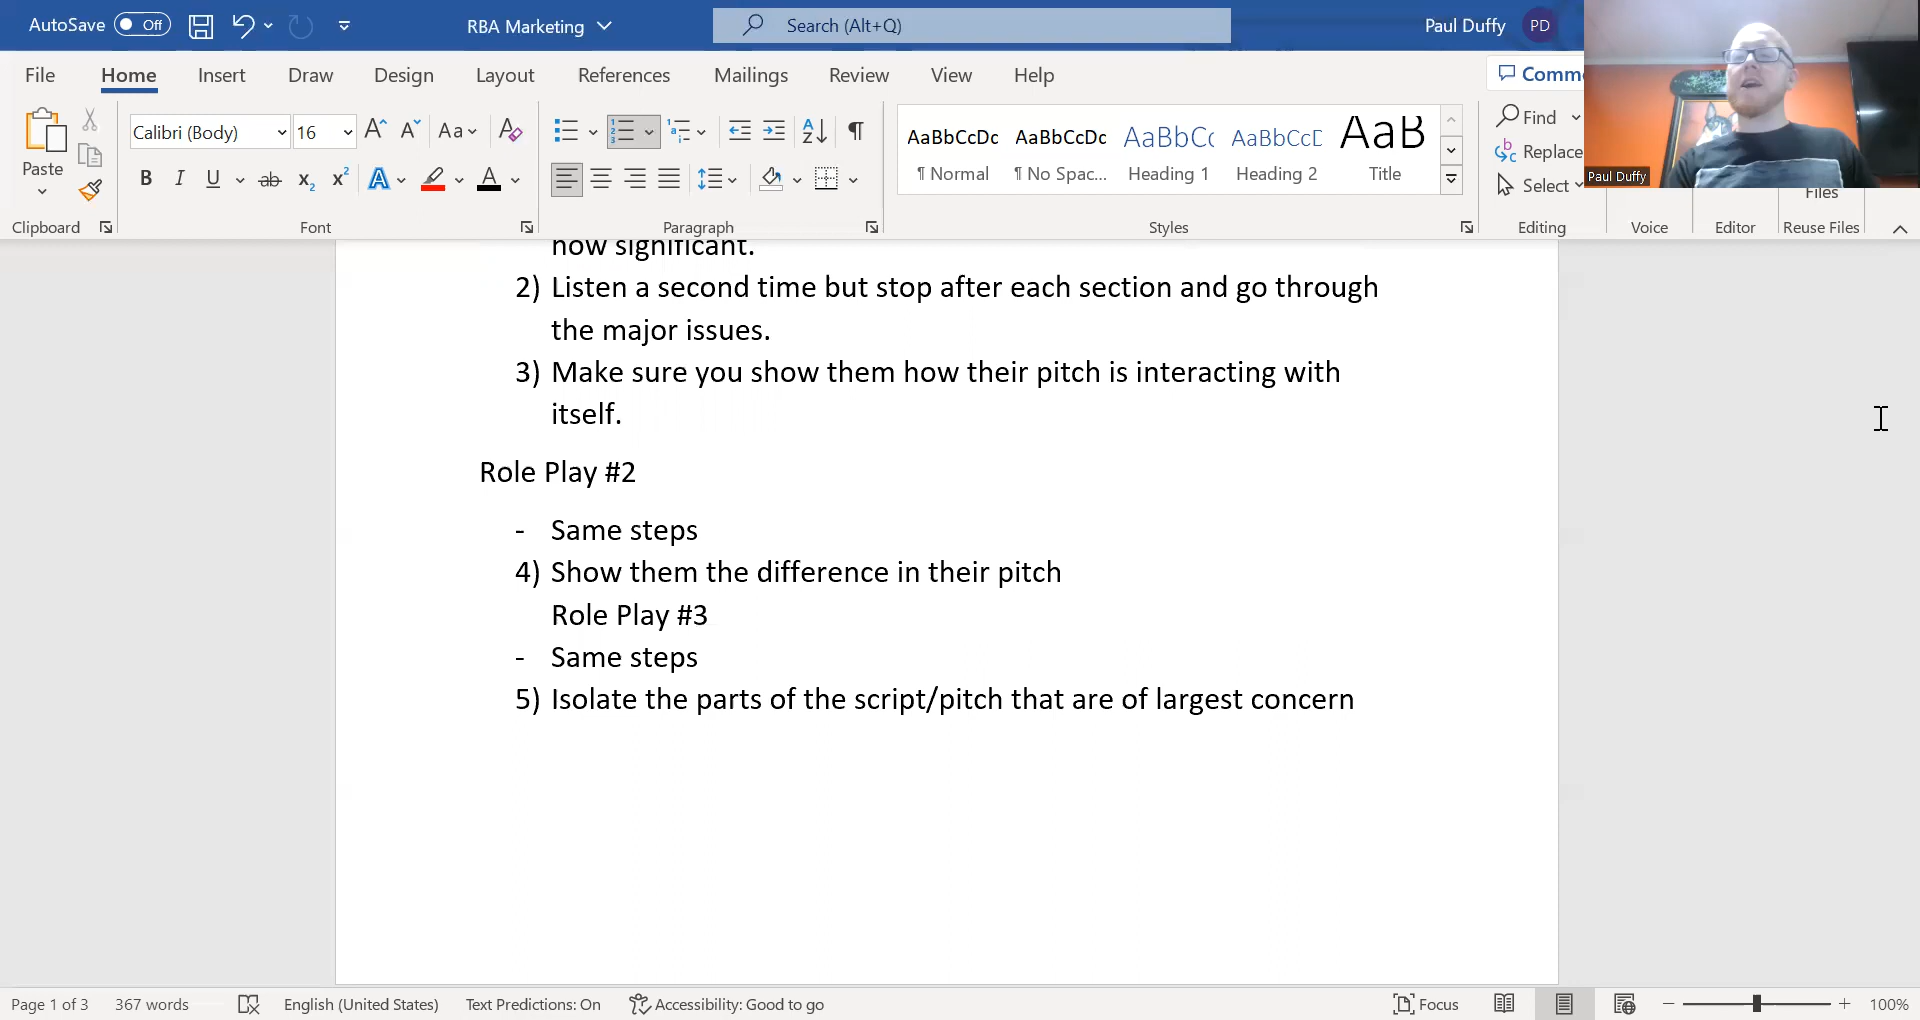 AutoSave Off RBA Marketing Search (Alt+Q) Paul Duffy PD
File Home Insert Draw Design Layout References Mailings Review View Help Comm
Paste
Clipboard
Calibri (Body) 16 Aa
B I U ab x2 x2 A A
Font
Paragraph
AaBbCcDc AaBbCcDc AaBbCc AaBbCcD AaB
¶ Normal ¶ No Spac... Heading 1 Heading 2 Title
Styles
Find
Replace
Select
Editing
Voice
Editor
Files
Reuse Files
Paul Duffy
how significant.
2) Listen a second time but stop after each section and go through
the major issues.
3) Make sure you show them how their pitch is interacting with
itself.
Role Play #2
- Same steps
4) Show them the difference in their pitch
Role Play #3
- Same steps
5) Isolate the parts of the script/pitch that are of largest concern
Page 1 of 3 367 words English (United States) Text Predictions: On Accessibility: Good to go Focus 100%